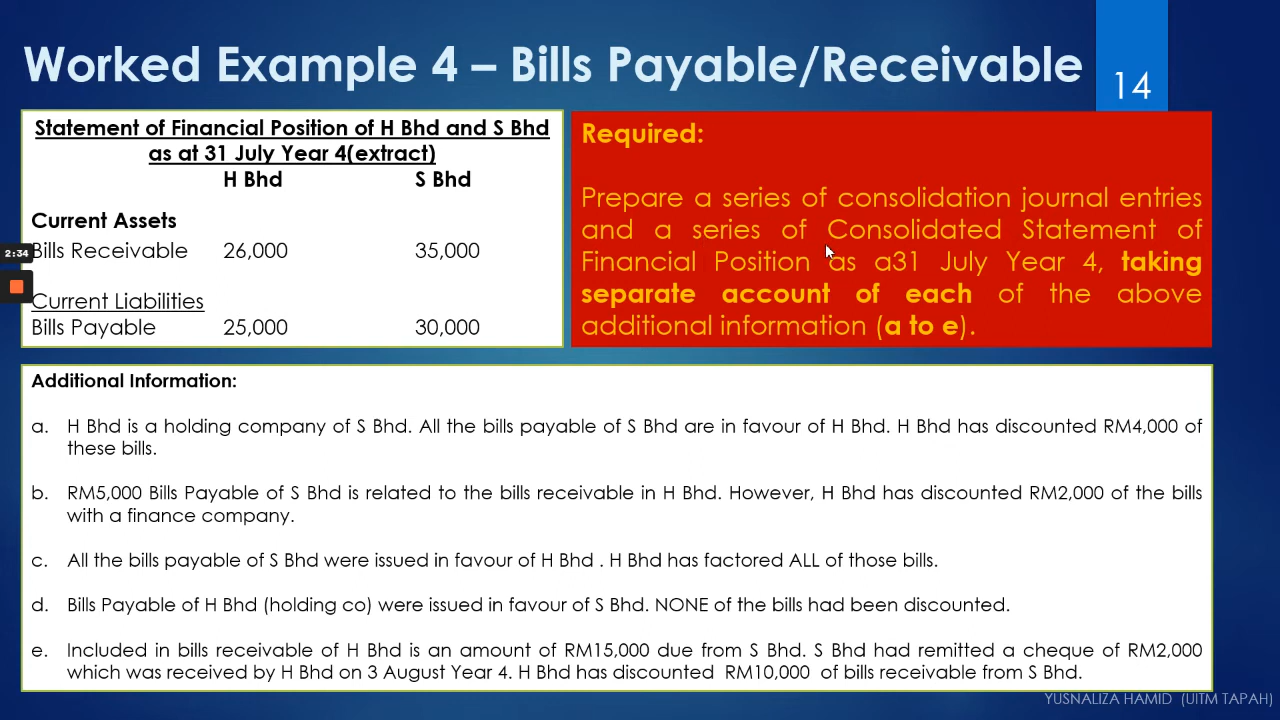 Worked Example 4 – Bills Payable/Receivable
14
Statement of Financial Position of H Bhd and S Bhd
as at 31 July Year 4(extract)
H Bhd S Bhd
Current Assets
Bills Receivable 26,000 35,000
Current Liabilities
Bills Payable 25,000 30,000
2:34
Required:
Prepare a series of consolidation journal entries
and a series of Consolidated Statement of
Financial Position as a31 July Year 4, taking
separate account of each of the above
additional information (a to e).
Additional Information:
a. H Bhd is a holding company of S Bhd. All the bills payable of S Bhd are in favour of H Bhd. H Bhd has discounted RM4,000 of
these bills.
b. RM5,000 Bills Payable of S Bhd is related to the bills receivable in H Bhd. However, H Bhd has discounted RM2,000 of the bills
with a finance company.
c. All the bills payable of S Bhd were issued in favour of H Bhd . H Bhd has factored ALL of those bills.
d. Bills Payable of H Bhd (holding co) were issued in favour of S Bhd. NONE of the bills had been discounted.
e. Included in bills receivable of H Bhd is an amount of RM15,000 due from S Bhd. S Bhd had remitted a cheque of RM2,000
which was received by H Bhd on 3 August Year 4. H Bhd has discounted RM10,000 of bills receivable from S Bhd.
YUSNALIZA HAMID (UITM TAPAH)